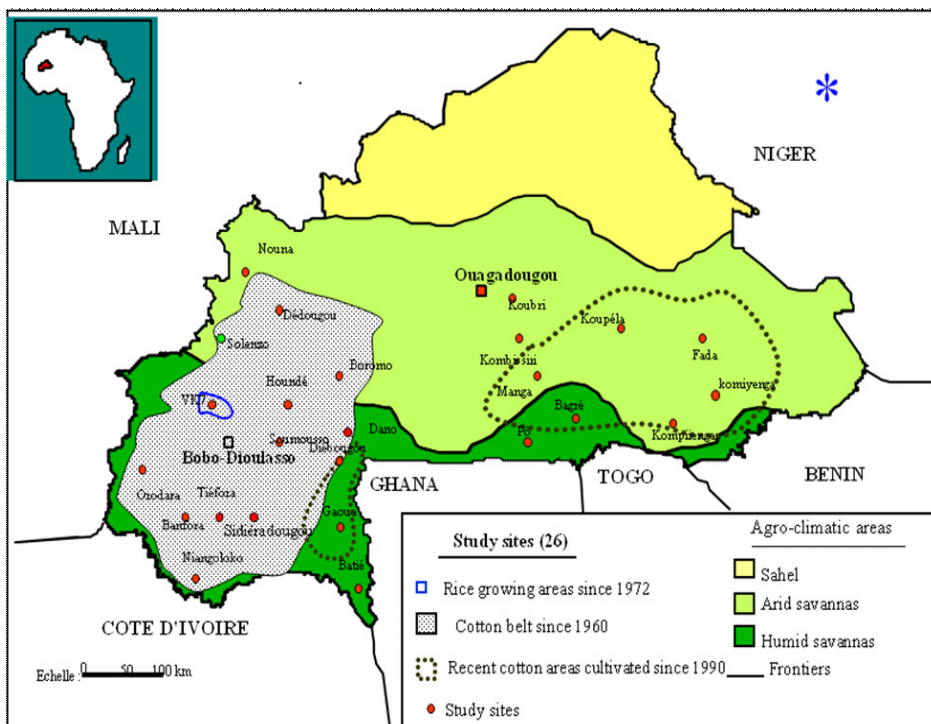 *
NIGER
MALI
Nouna
Ouagadougou
Koubri
Dédougou
Koupéla
Solenzo
Fada
Boromo
Kombissiri
Houndé
Manga
komiyenga
VK7
Bagré
Dano
Soumousso
Pô
Kompienga
Diébougou
Bobo-Dioulasso
GHANA
TOGO
BENIN
Orodara
Tiéfora
Gaoua
Banfora
Sidiéradougou
Batié
Niangoloko
COTE D'IVOIRE
Echelle :
0 50 100 km
Study sites (26)
Rice growing areas since 1972
Cotton belt since 1960
Recent cotton areas cultivated since 1990
Study sites
Agro-climatic areas
Sahel
Arid savannas
Humid savannas
Frontiers